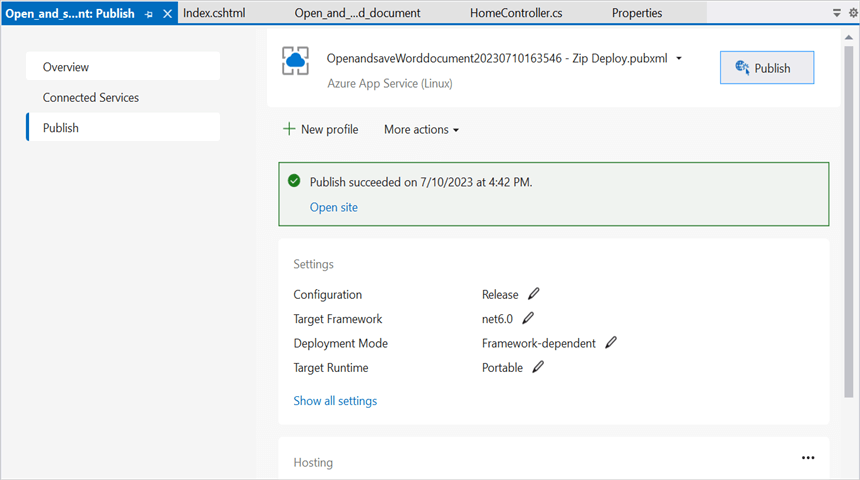 Open_and_s...nt: Publish Index.cshtml Open_and_...d_document HomeController.cs Properties
Overview
Connected Services
Publish
OpenandsaveWorddocument20230710163546 - Zip Deploy.pubxml
Azure App Service (Linux)
Publish
New profile More actions
Publish succeeded on 7/10/2023 at 4:42 PM.
Open site
Settings
Configuration Release
Target Framework net6.0
Deployment Mode Framework-dependent
Target Runtime Portable
Show all settings
Hosting